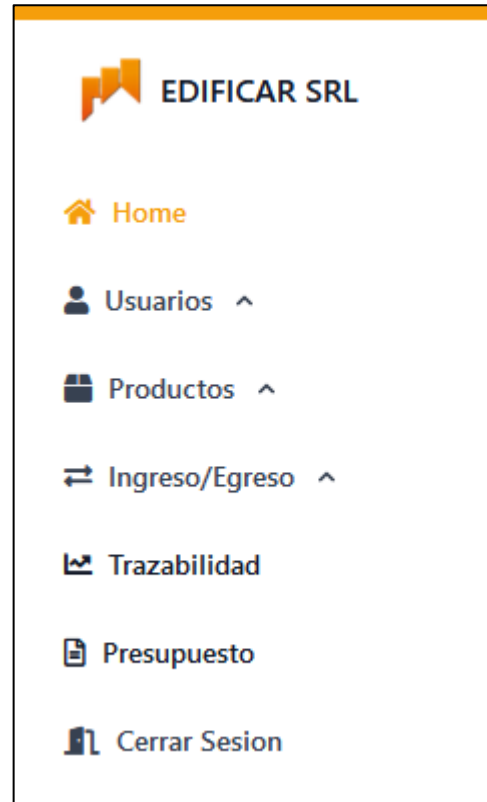 EDIFICAR SRL
Home
Usuarios
Productos
Ingreso/Egreso
Trazabilidad
Presupuesto
Cerrar Sesion